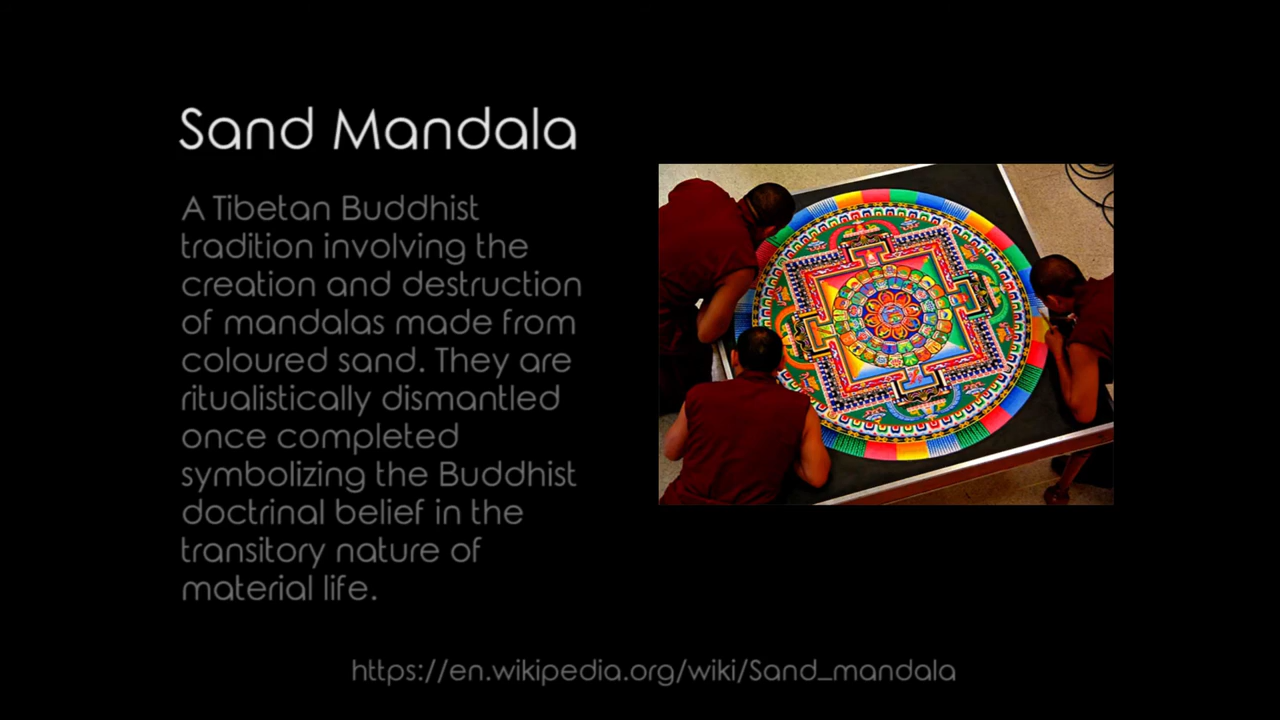 Sand Mandala
A Tibetan Buddhist
tradition involving the
creation and destruction
of mandalas made from
coloured sand. They are
ritualistically dismantled
once completed
symbolizing the Buddhist
doctrinal belief in the
transitory nature of
material life.
https://en.wikipedia.org/wiki/Sand_mandala